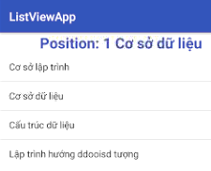 ListViewApp
Position: 1 Cơ sở dữ liệu
Cơ sở lập trình
Cơ sở dữ liệu
Cấu trúc dữ liệu
Lập trình hướng ddooisd tượng